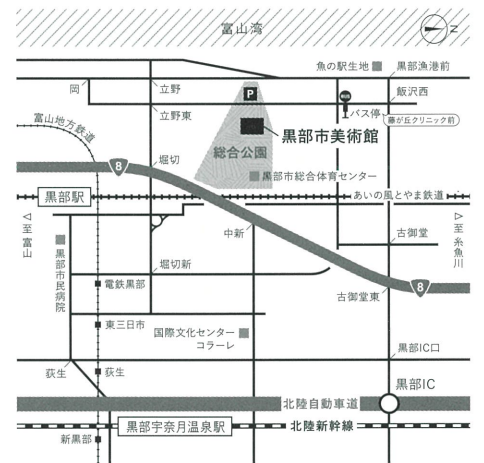 富山湾
N
魚の駅生地
黒部漁港前
岡
立野
P
BUS
飯沢西
立野東
バス停
藤が丘クリニック前
黒部市美術館
富山地方鉄道
総合公園
8
堀切
黒部市総合体育センター
黒部駅
あいの風とやま鉄道
◁至富山
中新
古御堂
▷至糸魚川
黒部市民病院
堀切新
電鉄黒部
8
古御堂東
東三日市
国際文化センター
コラーレ
黒部IC口
荻生
荻生
黒部IC
北陸自動車道
黒部宇奈月温泉駅
北陸新幹線
新黒部